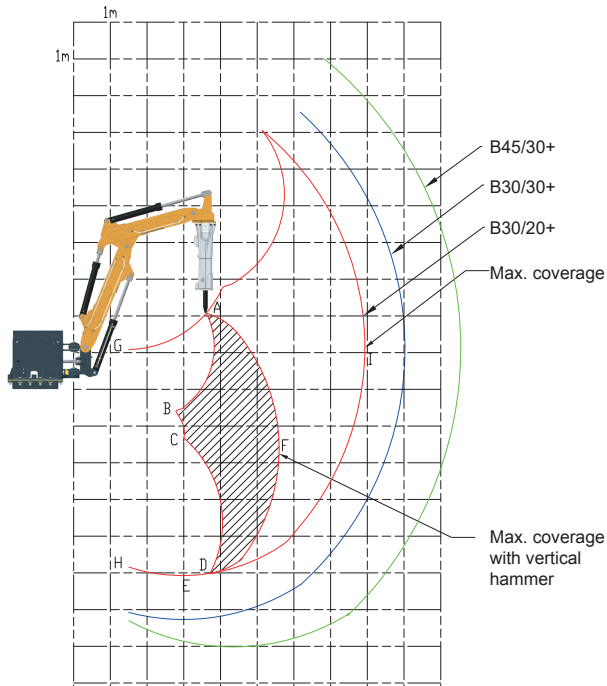 1m
1m
B45/30+
B30/30+
B30/20+
Max. coverage
A
G
I
B
C
F
Max. coverage
with vertical
hammer
H
D
E